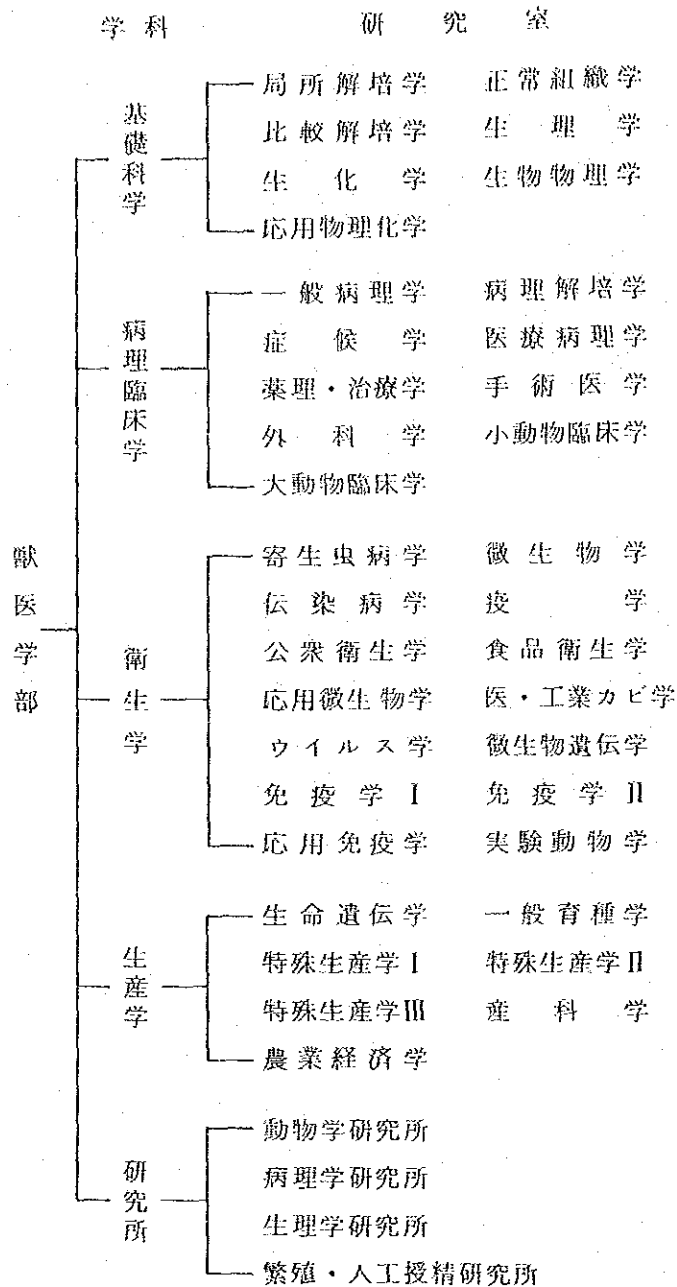 学科 研究室
基礎科学
局所解培学 正常組織学
比較解培学 生理学
生化学 生物物理学
応用物理化学
病理臨床学
一般病理学 病理解培学
症候学 医療病理学
薬理・治療学 手術医学
外科学 小動物臨床学
大動物臨床学
獣医学部
衛生学
寄生虫病学 微生物学
伝染病学 疫学
公衆衛生学 食品衛生学
応用微生物学 医・工業カビ学
ウイルス学 微生物遺伝学
免疫学Ⅰ 免疫学Ⅱ
応用免疫学 実験動物学
生産学
生命遺伝学 一般育種学
特殊生産学Ⅰ 特殊生産学Ⅱ
特殊生産学Ⅲ 産科学
農業経済学
研究所
動物学研究所
病理学研究所
生理学研究所
繁殖・人工授精研究所